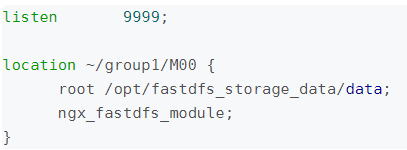 listen       9999;
location ~/group1/M00 {
      root /opt/fastdfs_storage_data/data;
      ngx_fastdfs_module;
}